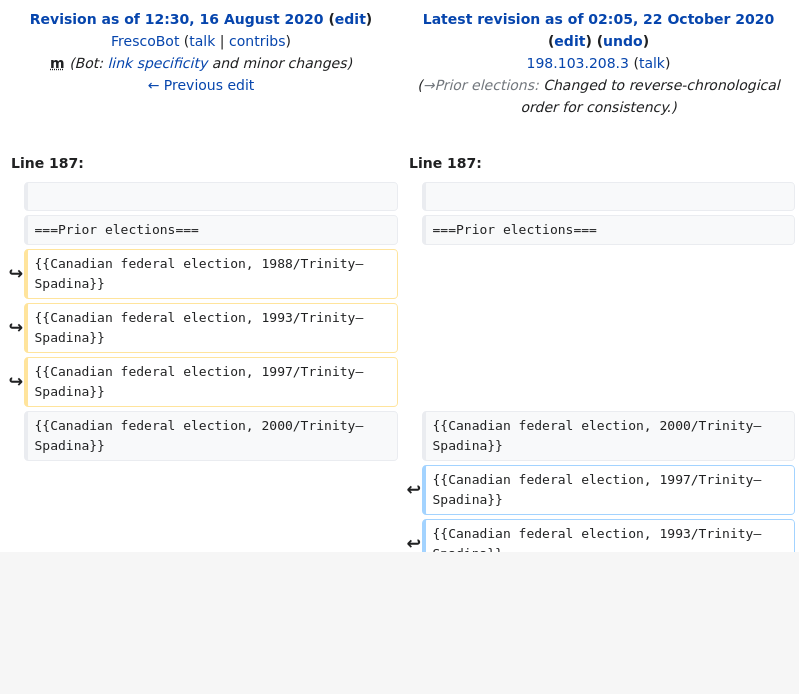 Revision as of 12:30, 16 August 2020 (edit)
FrescoBot (talk | contribs)
m (Bot: link specificity and minor changes)
← Previous edit
Latest revision as of 02:05, 22 October 2020
(edit) (undo)
198.103.208.3 (talk)
(→Prior elections: Changed to reverse-chronological
order for consistency.)
Line 187:
Line 187:
===Prior elections===
===Prior elections===
{{Canadian federal election, 1988/Trinity—
Spadina}}
{{Canadian federal election, 1993/Trinity—
Spadina}}
{{Canadian federal election, 1997/Trinity—
Spadina}}
{{Canadian federal election, 2000/Trinity—
Spadina}}
{{Canadian federal election, 2000/Trinity—
Spadina}}
{{Canadian federal election, 1997/Trinity—
Spadina}}
{{Canadian federal election, 1993/Trinity—